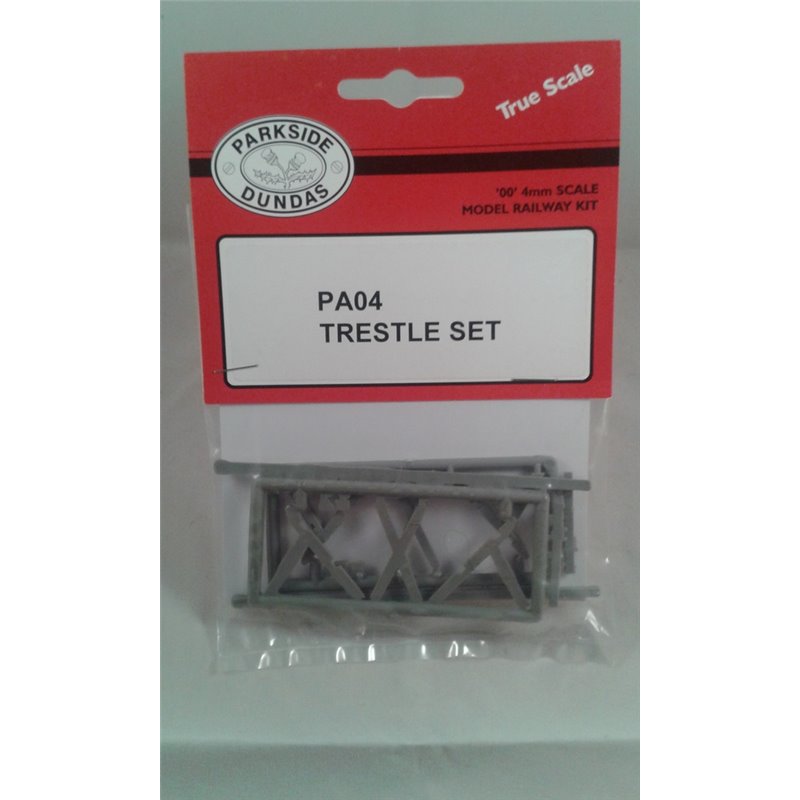 True Scale
PARKSIDE
DUNDAS
'00' 4mm SCALE
MODEL RAILWAY KIT
PA04
TRESTLE SET